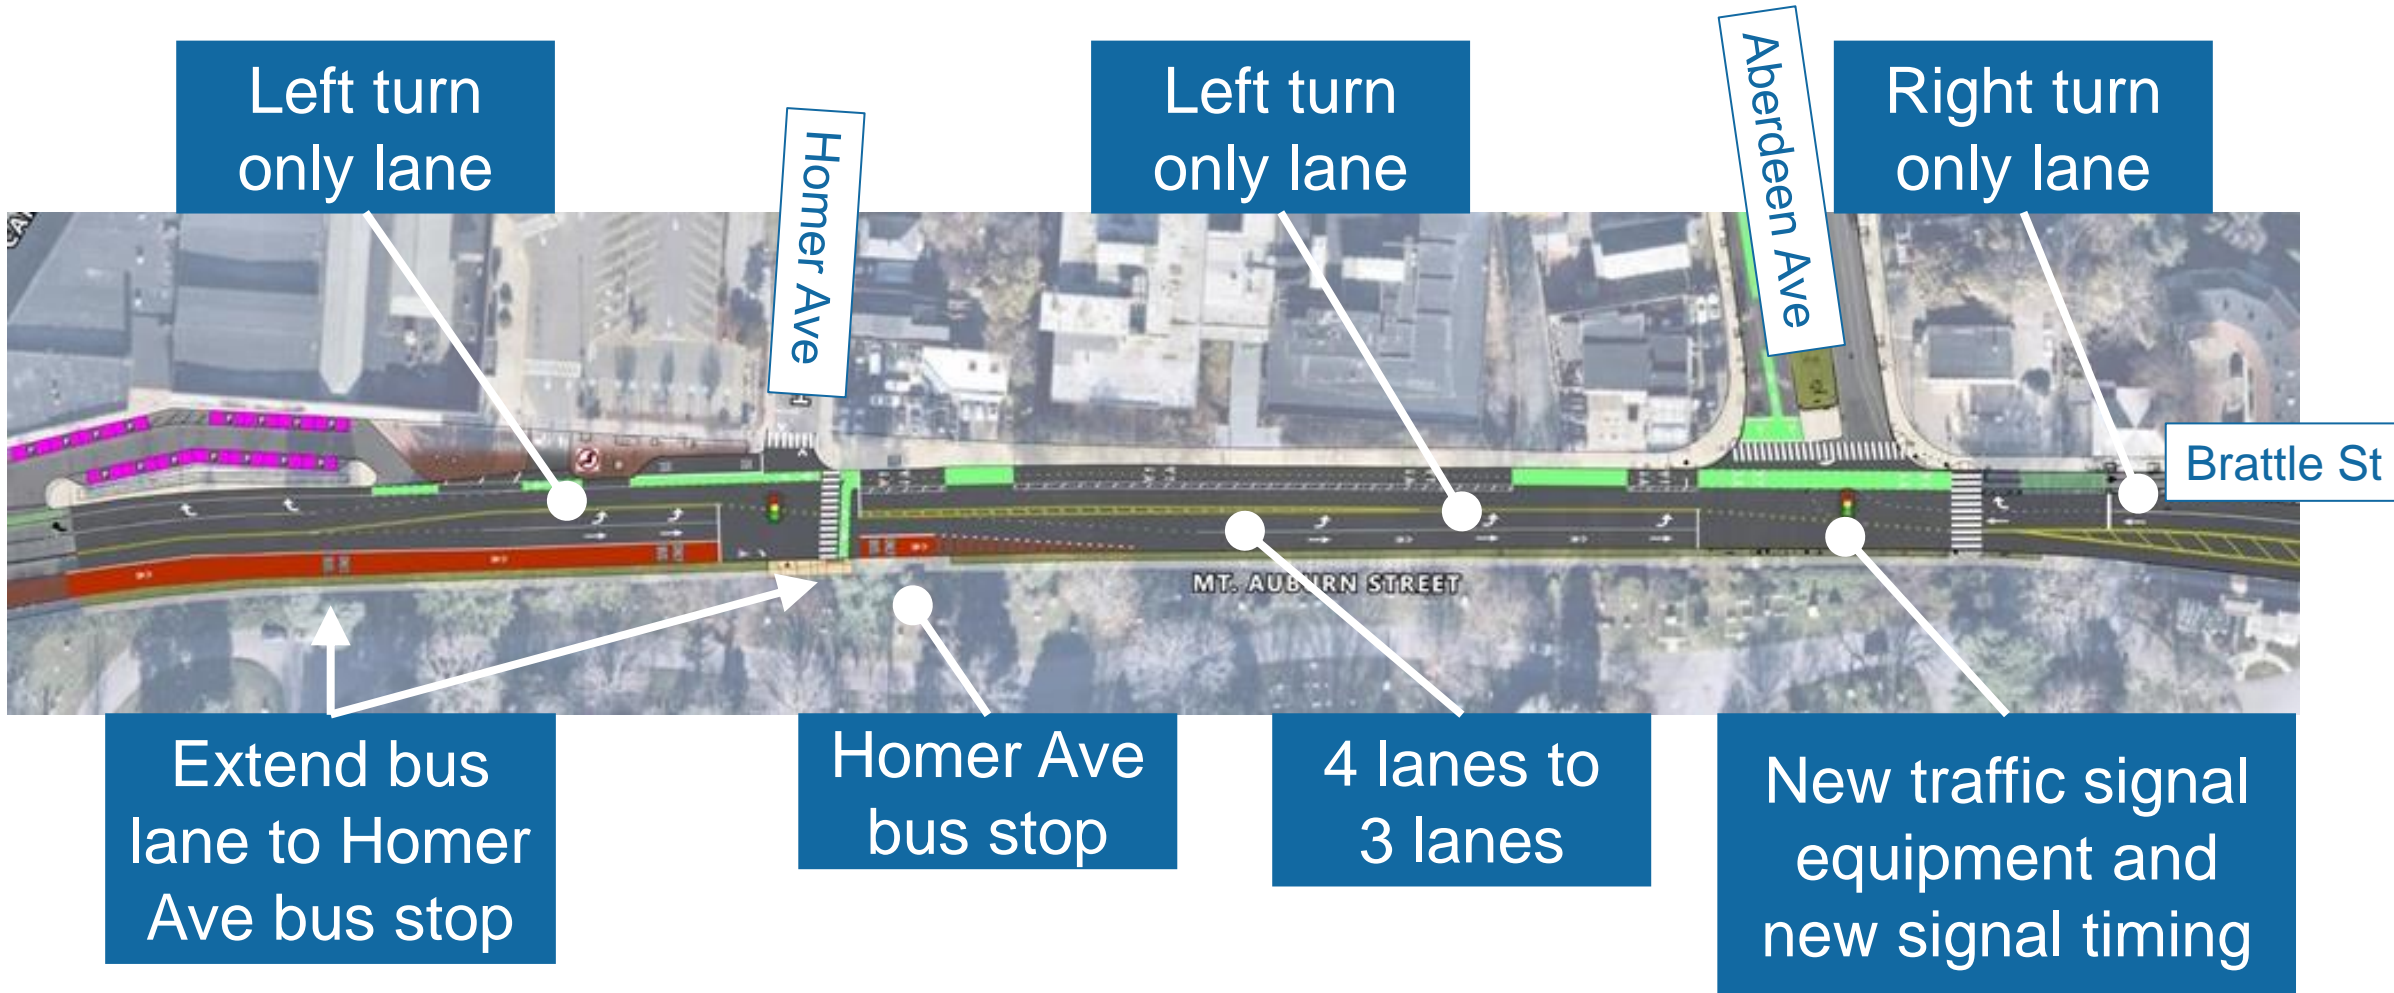 Left turn
only lane
Homer Ave
Left turn
only lane
Aberdeen Ave
Right turn
only lane
Brattle St
MT. AUBURN STREET
Extend bus
lane to Homer
Ave bus stop
Homer Ave
bus stop
4 lanes to
3 lanes
New traffic signal
equipment and
new signal timing